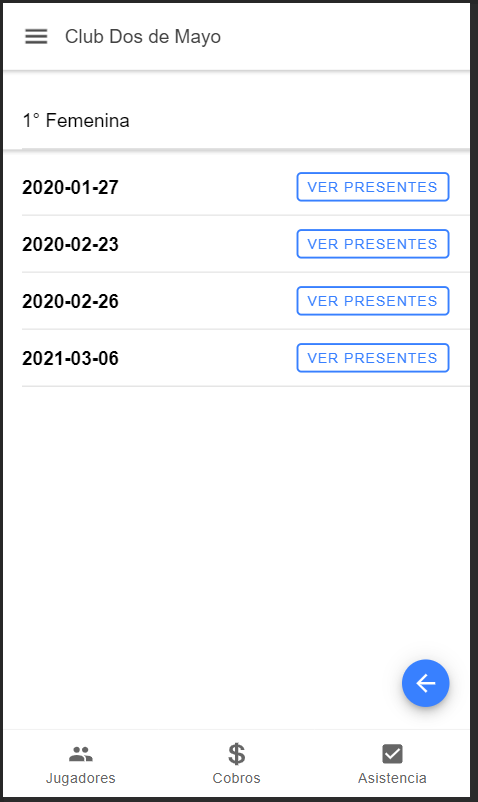 Club Dos de Mayo
1° Femenina
2020-01-27 VER PRESENTES
2020-02-23 VER PRESENTES
2020-02-26 VER PRESENTES
2021-03-06 VER PRESENTES
Jugadores Cobros Asistencia